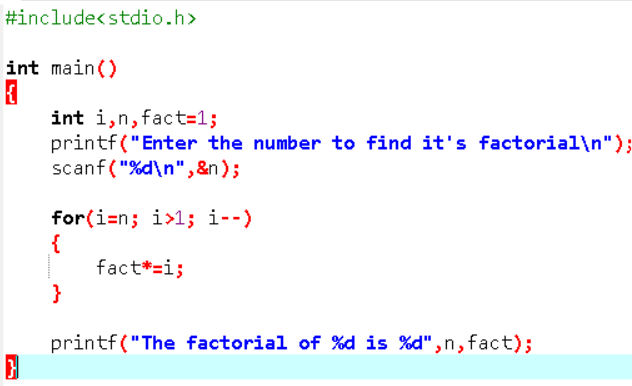 #include<stdio.h>
int main()
{
int i,n,fact=1;
printf("Enter the number to find it's factorial\n");
scanf("%d\n",&n);
for(i=n; i>1; i--)
{
fact*=i;
}
printf("The factorial of %d is %d",n,fact);
}